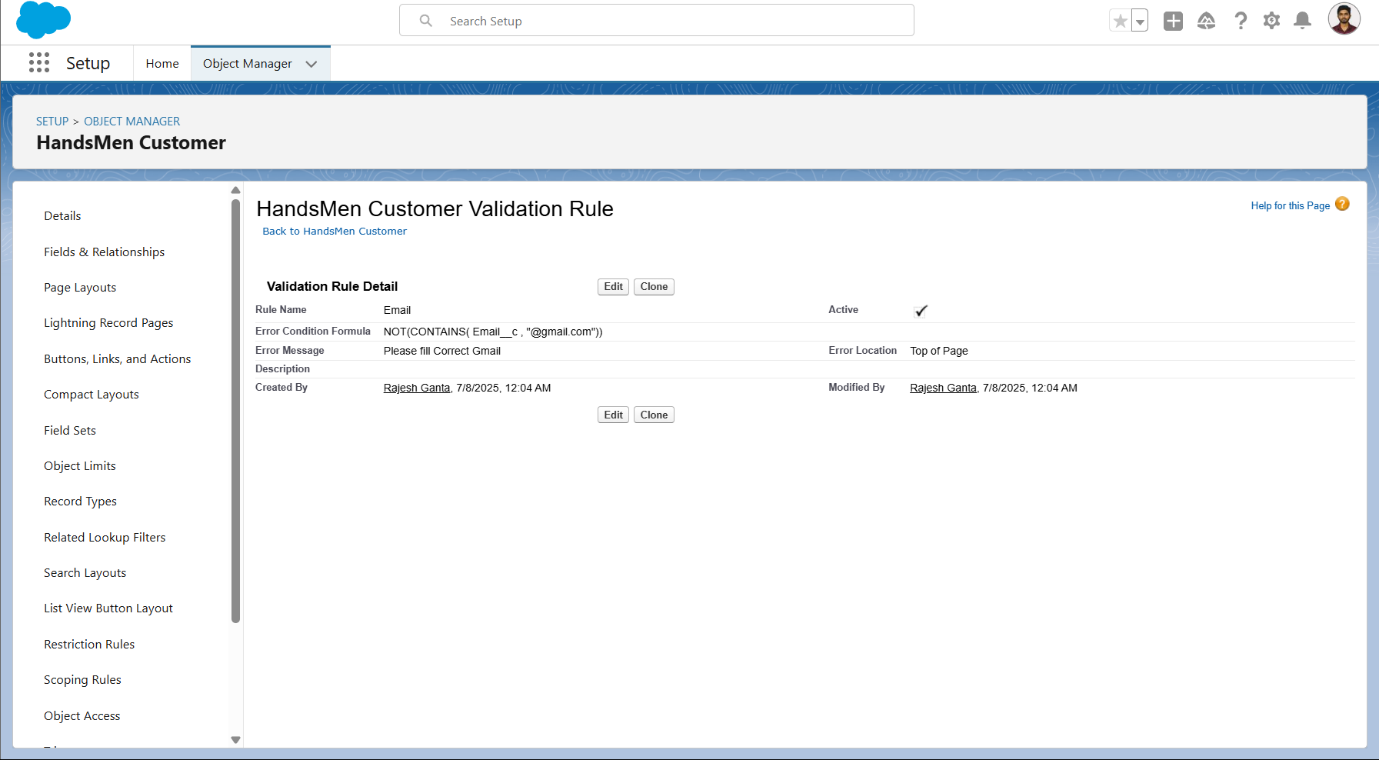 Search Setup
Setup
Home
Object Manager
SETUP > OBJECT MANAGER
HandsMen Customer
Details
Fields & Relationships
Page Layouts
Lightning Record Pages
Buttons, Links, and Actions
Compact Layouts
Field Sets
Object Limits
Record Types
Related Lookup Filters
Search Layouts
List View Button Layout
Restriction Rules
Scoping Rules
Object Access
HandsMen Customer Validation Rule
Help for this Page ?
Back to HandsMen Customer
Validation Rule Detail Edit Clone
Rule Name Email Active ✓
Error Condition Formula NOT(CONTAINS( Email__c , "@gmail.com"))
Error Message Please fill Correct Gmail Error Location Top of Page
Description
Created By Rajesh Ganta, 7/8/2025, 12:04 AM Modified By Rajesh Ganta, 7/8/2025, 12:04 AM
Edit Clone